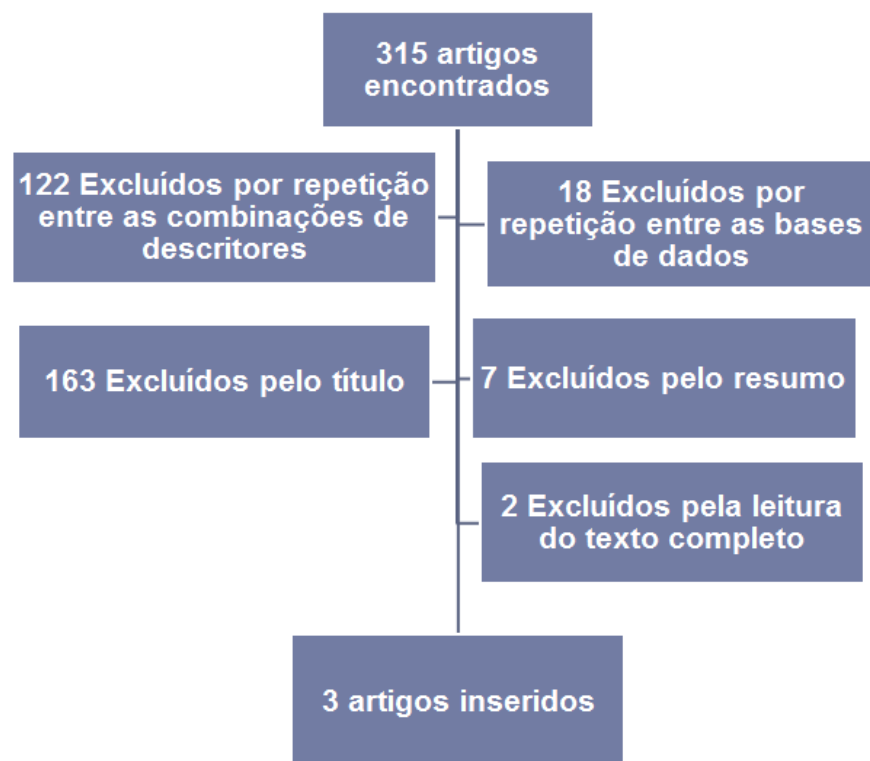 315 artigos
encontrados
122 Excluídos por repetição
entre as combinações de
descritores
18 Excluídos por
repetição entre as bases
de dados
163 Excluídos pelo título
7 Excluídos pelo resumo
2 Excluídos pela leitura
do texto completo
3 artigos inseridos